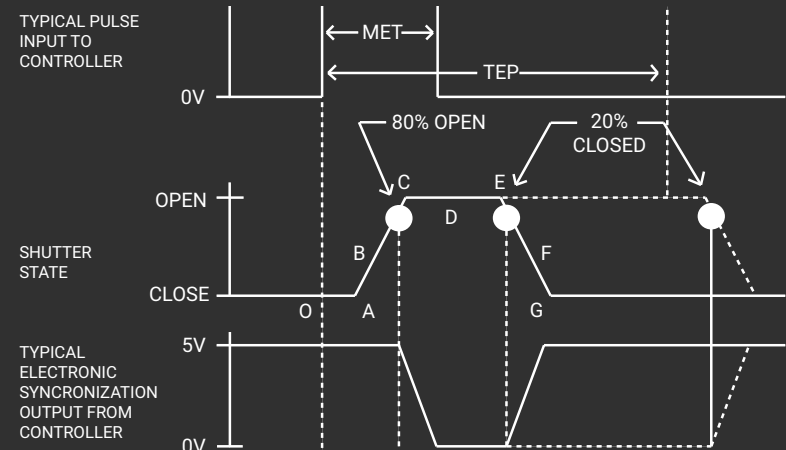 TYPICAL PULSE
INPUT TO
CONTROLLER
MET
TEP
0V
80% OPEN
20%
CLOSED
C
E
OPEN
D
B
F
SHUTTER
STATE
CLOSE
O
A
G
5V
TYPICAL
ELECTRONIC
SYNCRONIZATION
OUTPUT FROM
CONTROLLER
0V